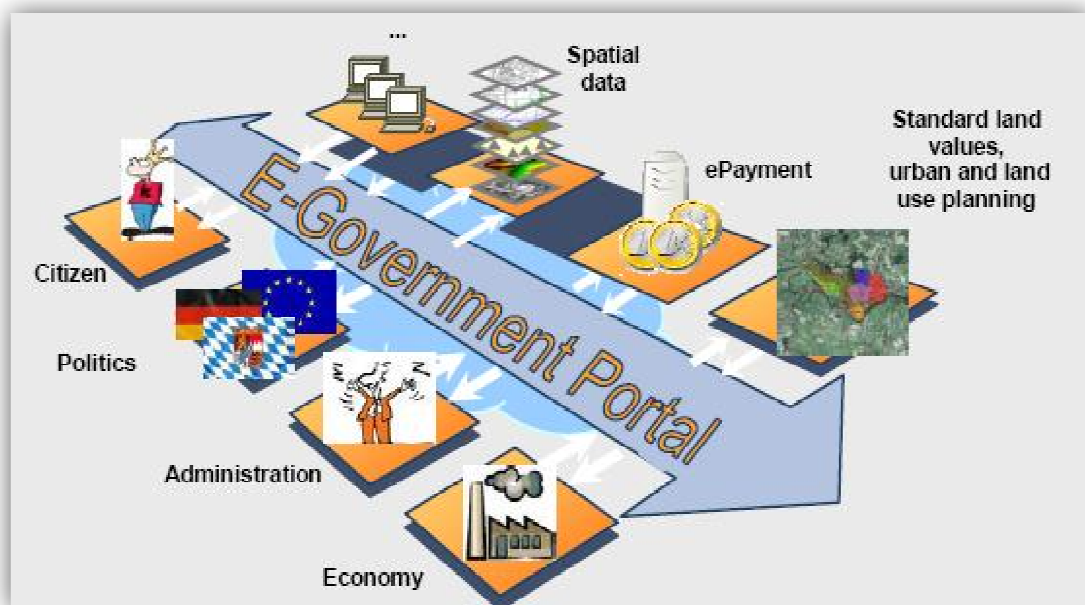 ...
Spatial
data
Standard land
values,
urban and land
use planning
ePayment
E-Government Portal
Citizen
Politics
Administration
Economy